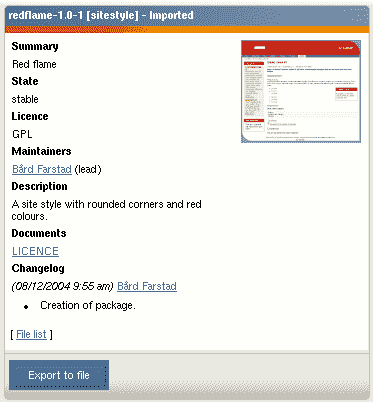 redflame-1.0-1 [sitestyle] - Imported
Summary
Red flame
State
stable
Licence
GPL
Maintainers
Bård Farstad (lead)
Description
A site style with rounded corners and red
colours.
Documents
LICENCE
Changelog
(08/12/2004 9:55 am) Bård Farstad
• Creation of package.
[ File list ]
Export to file